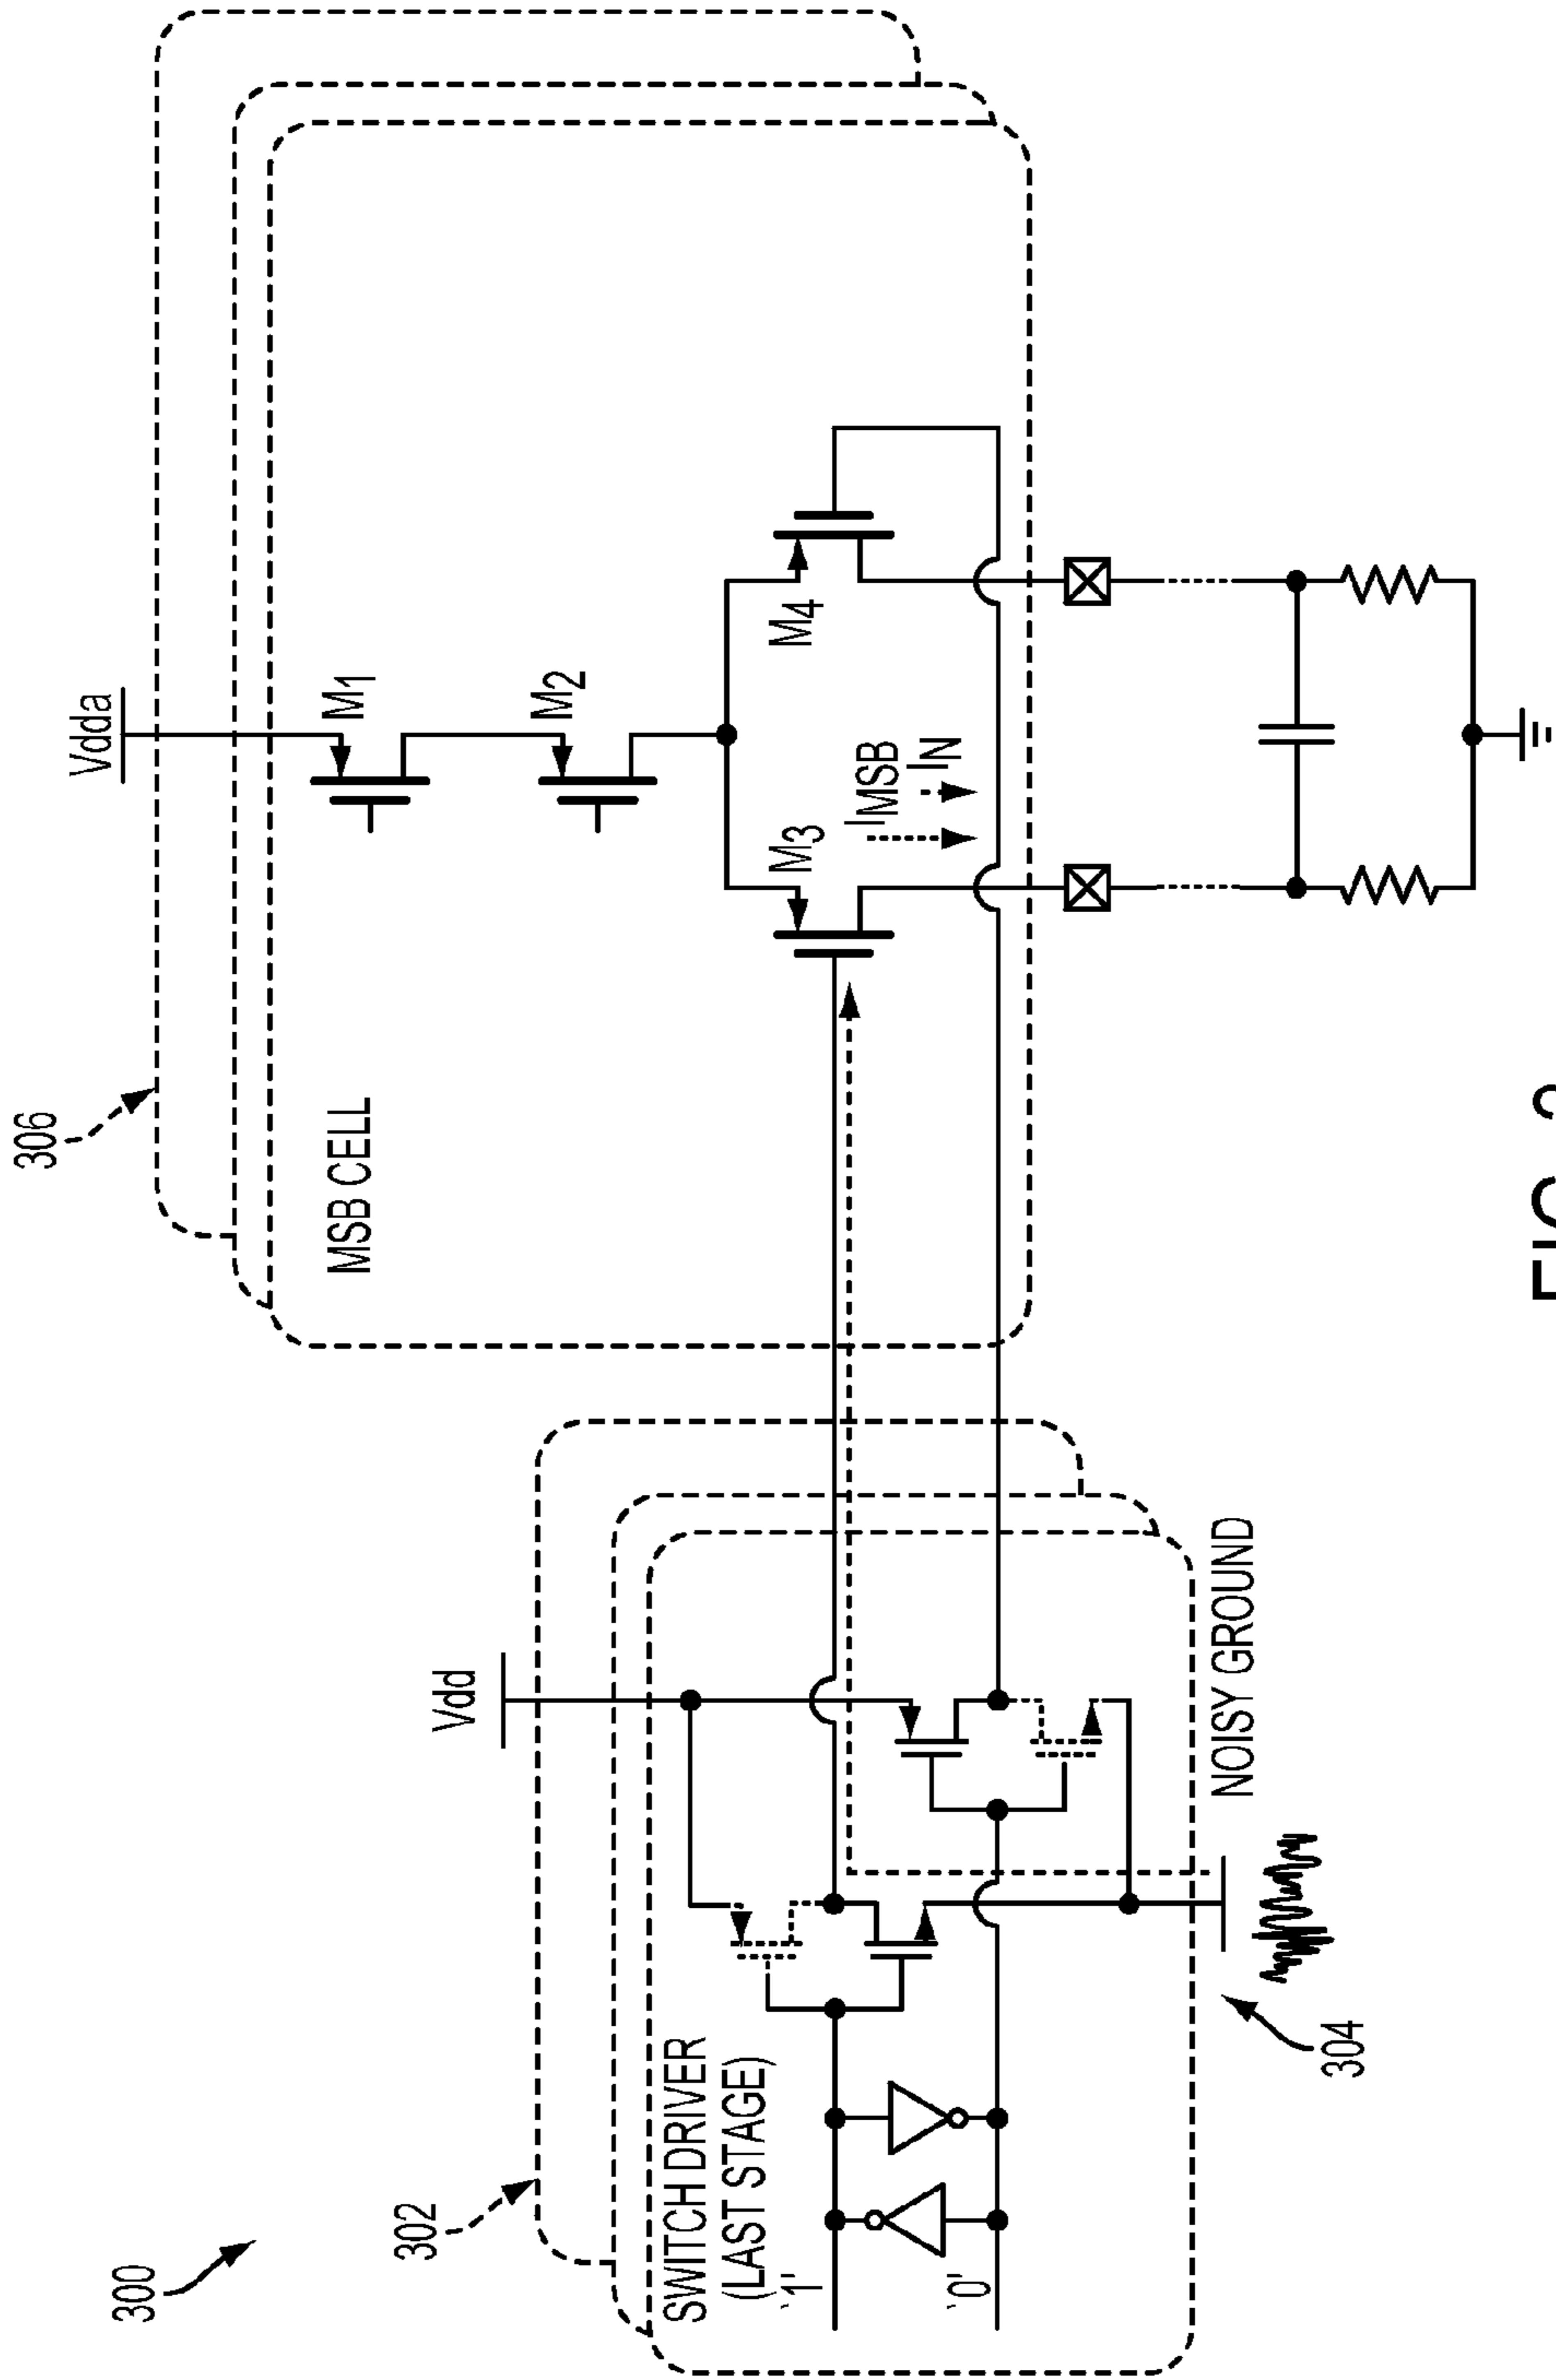 300
302
306
Vdda
Vdd
M1
M2
M3
M4
IMSB
IN
MSB CELL
SWITCH DRIVER
(LAST STAGE)
'1'
'0'
NOISY GROUND
304